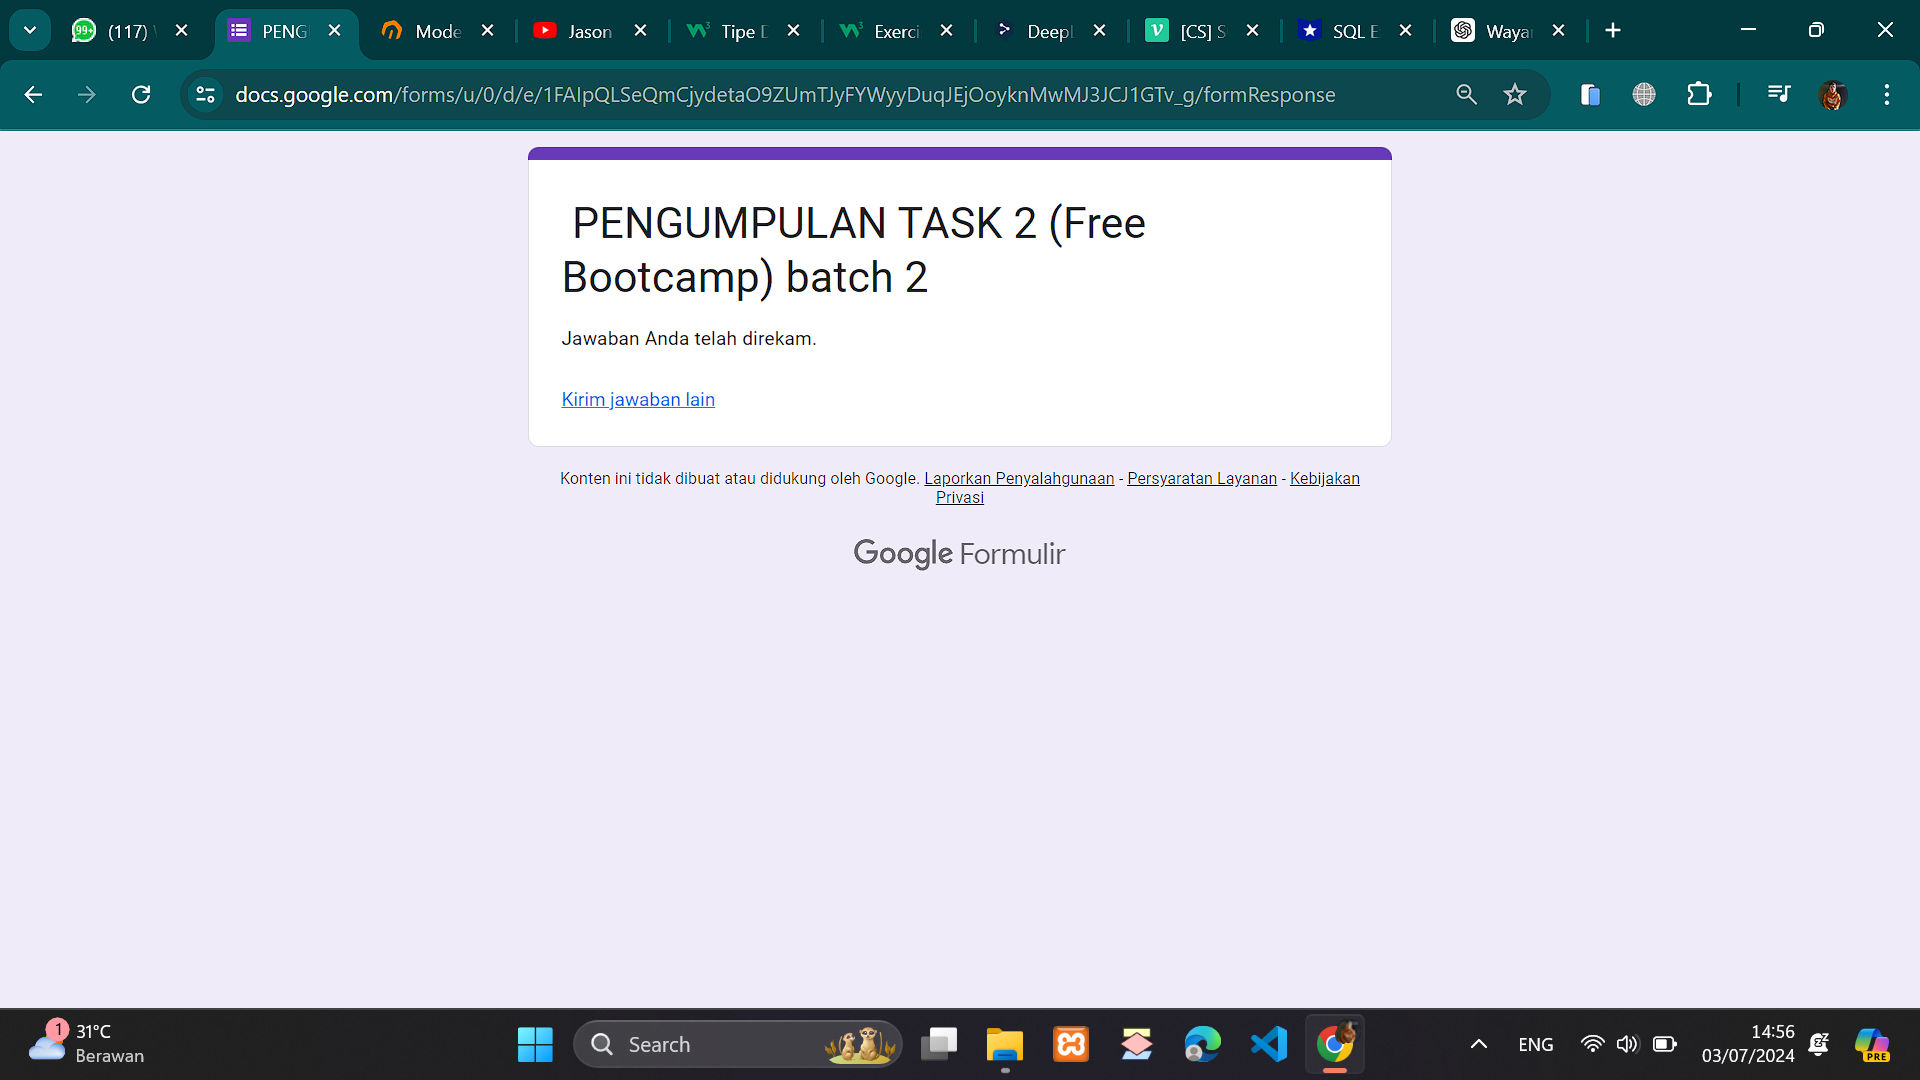 99+ (117)
PENG
Mode
Jason
Tipe
Exerci
Deepl
[CS] S
SQL E
Wayan
docs.google.com/forms/u/0/d/e/1FAIpQLSeQmCjydetaO9ZUmTJyFYWyyDuqJEjOoyknMwMJ3JCJ1GTv_g/formResponse
PENGUMPULAN TASK 2 (Free
Bootcamp) batch 2
Jawaban Anda telah direkam.
Kirim jawaban lain
Konten ini tidak dibuat atau didukung oleh Google. Laporkan Penyalahgunaan - Persyaratan Layanan - Kebijakan
Privasi
Google Formulir
1
31°C
Berawan
Search
ENG
14:56
03/07/2024
PRE